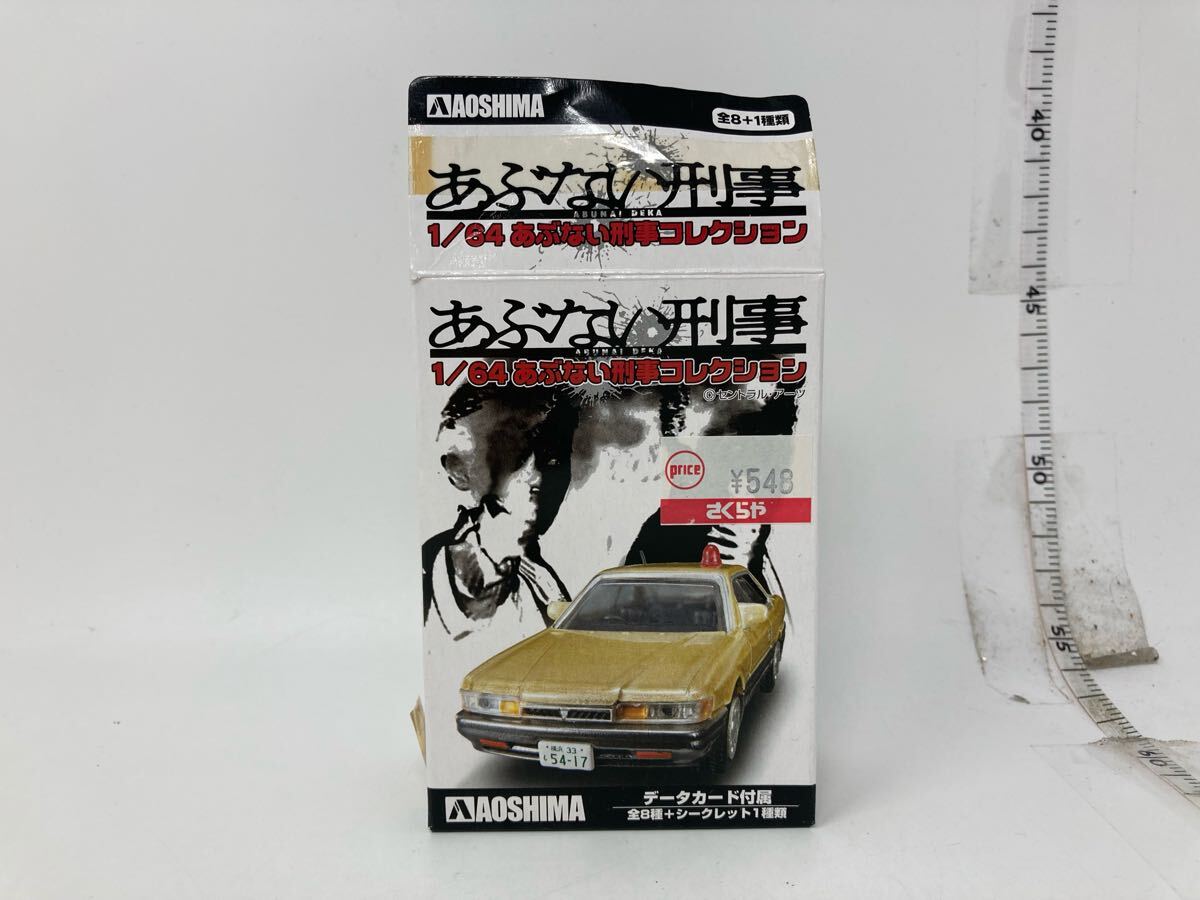 AOSHIMA
全8+1種類
あぶない刑事
ABUNAI DEKA
1/64 あぶない刑事コレクション
あぶない刑事
ABUNAI DEKA
1/64 あぶない刑事コレクション
©セントラル・アーツ
price
¥548
さくらや
横浜 33
54-17
AOSHIMA
データカード付属
全8種+シークレット1種類
40
45
50
55